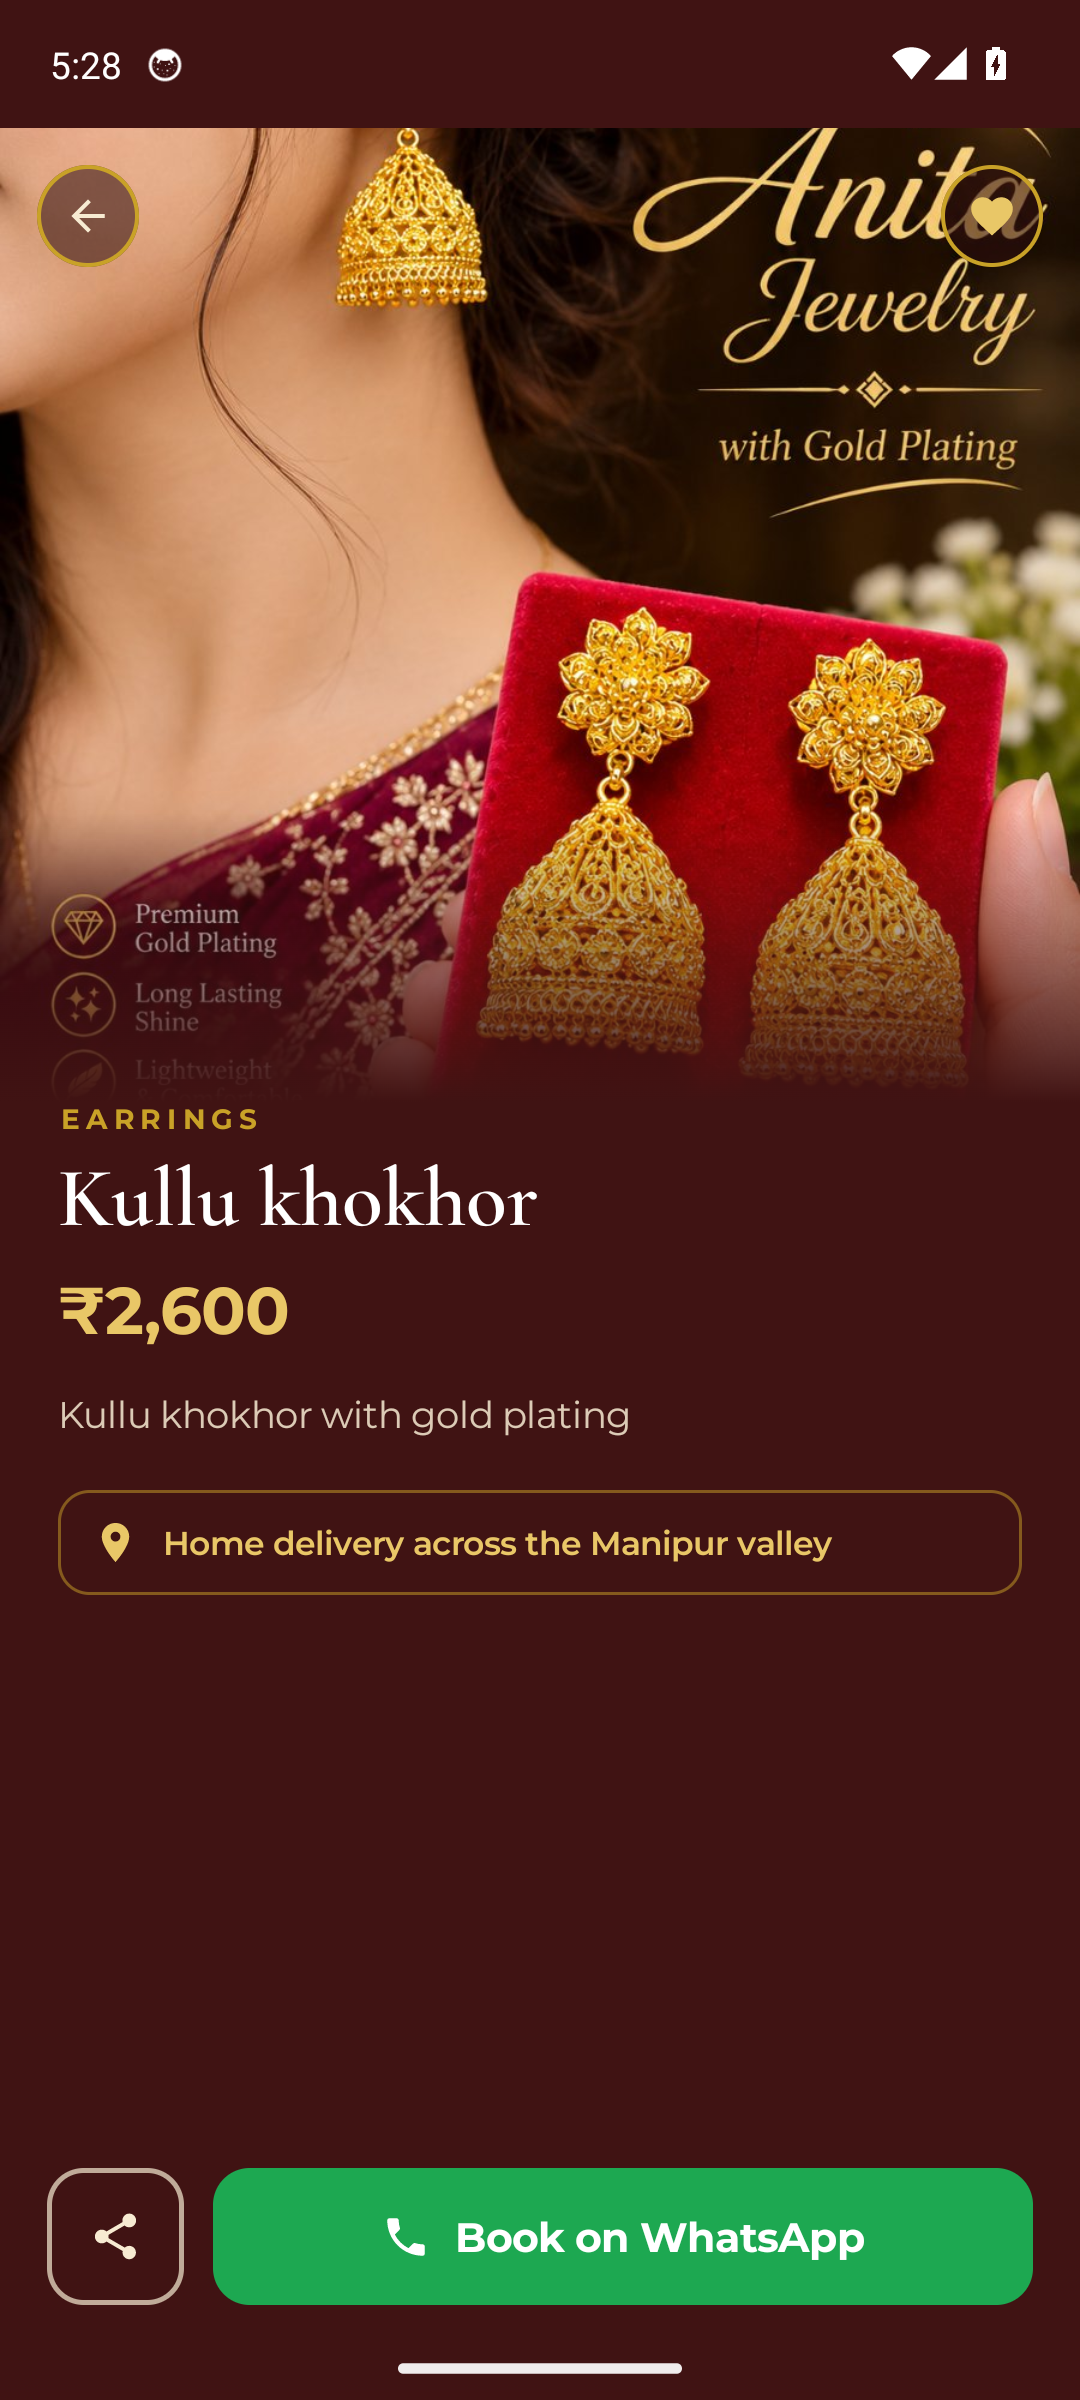 5:28
Anita
Jewelry
with Gold Plating
Premium
Gold Plating
Long Lasting
Shine
Lightweight
& Comfortable
EARRINGS
Kullu khokhor
₹2,600
Kullu khokhor with gold plating
Home delivery across the Manipur valley
Book on WhatsApp